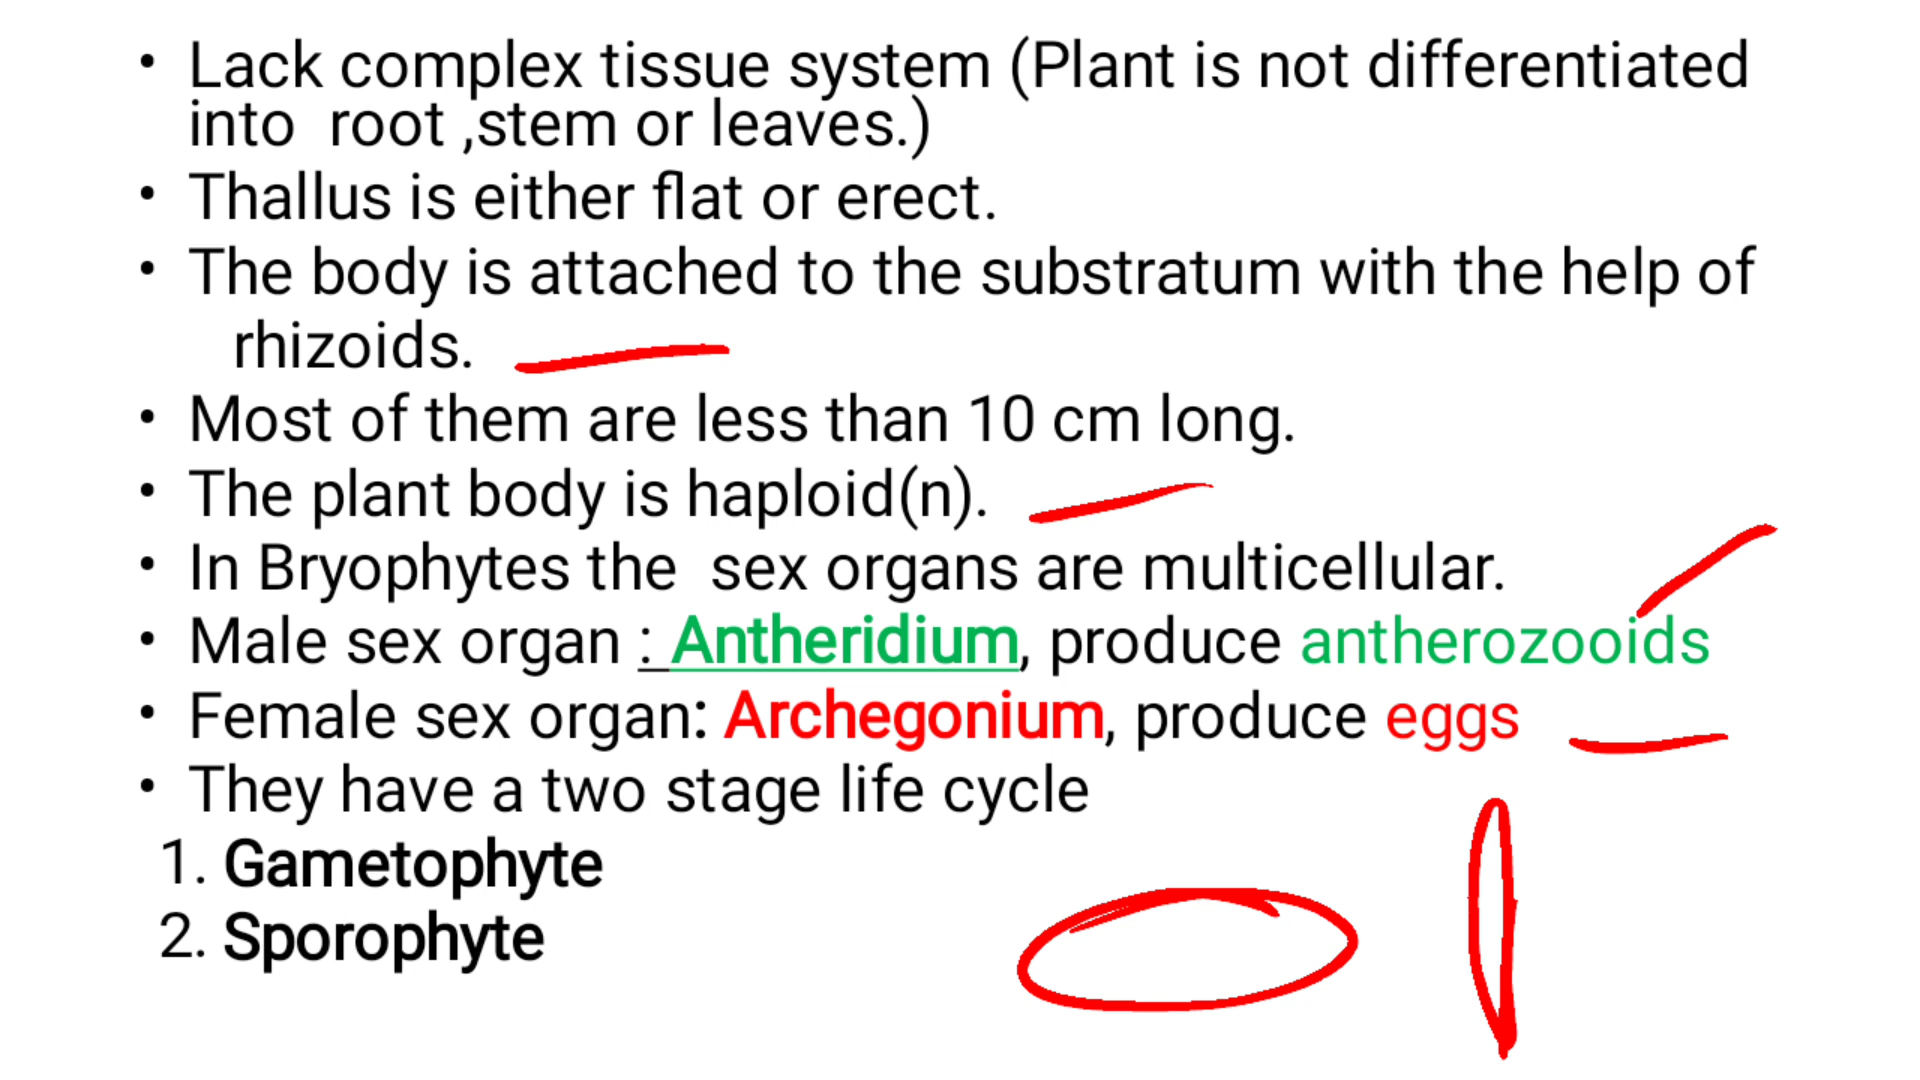 • Lack complex tissue system (Plant is not differentiated
into root ,stem or leaves.)
• Thallus is either flat or erect.
• The body is attached to the substratum with the help of
rhizoids.
• Most of them are less than 10 cm long.
• The plant body is haploid(n).
• In Bryophytes the sex organs are multicellular.
• Male sex organ : Antheridium, produce antherozooids
• Female sex organ: Archegonium, produce eggs
• They have a two stage life cycle
1. Gametophyte
2. Sporophyte